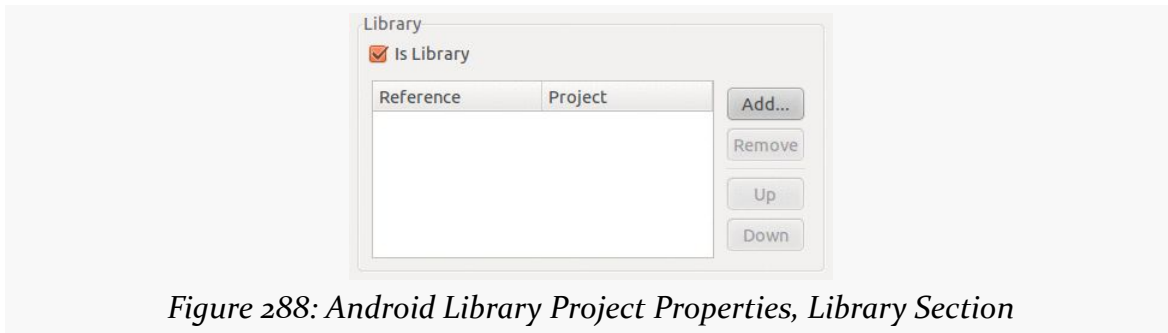 Library
Is Library
Reference Project
Add...
Remove
Up
Down
Figure 288: Android Library Project Properties, Library Section